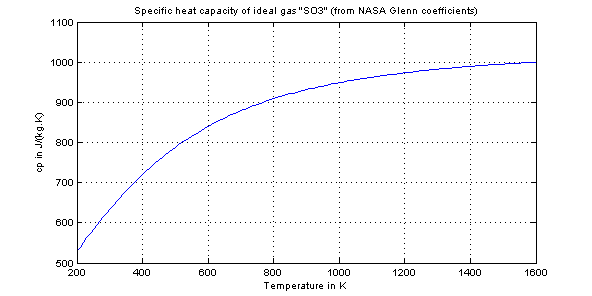 Specific heat capacity of ideal gas "SO3" (from NASA Glenn coefficients)
1100
1000
900
800
700
600
500
cp in J/(kg.K)
200 400 600 800 1000 1200 1400 1600
Temperature in K